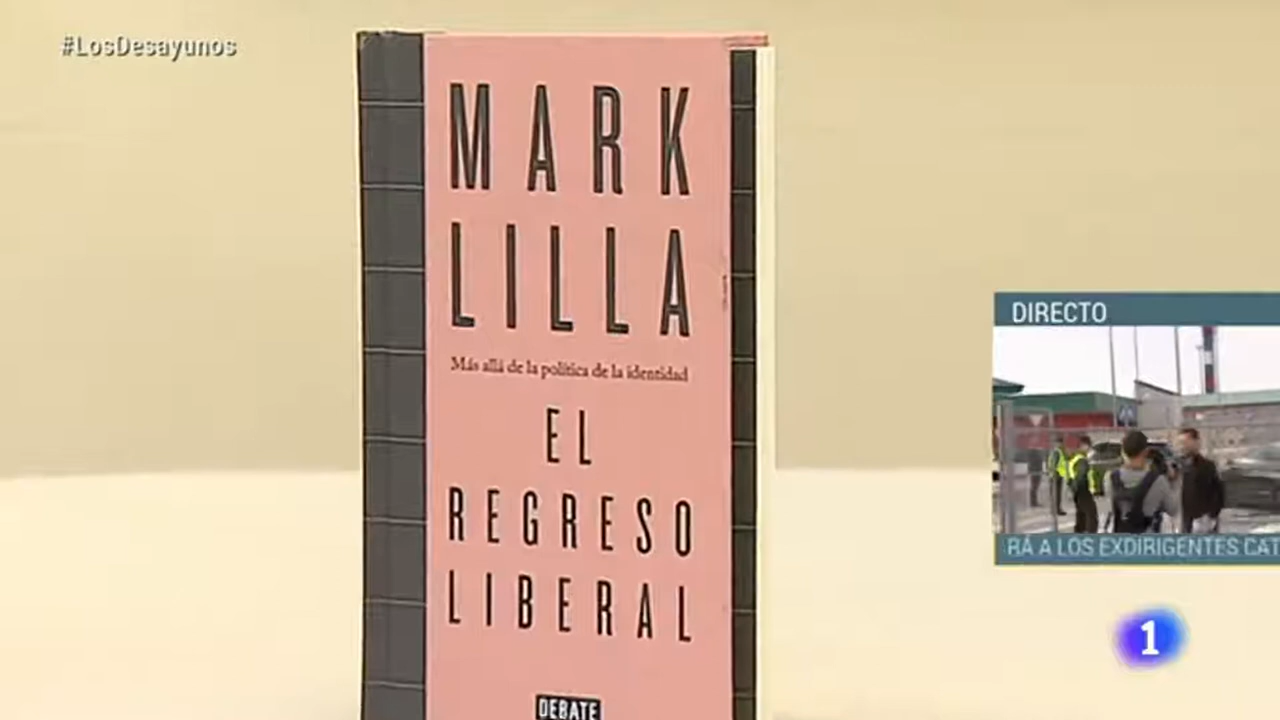 #LosDesayunos
MARK
LILLA
Más allá de la política de la identidad
EL
REGRESO
LIBERAL
DEBATE
DIRECTO
RÁ A LOS EXDIRIGENTES CAT
1